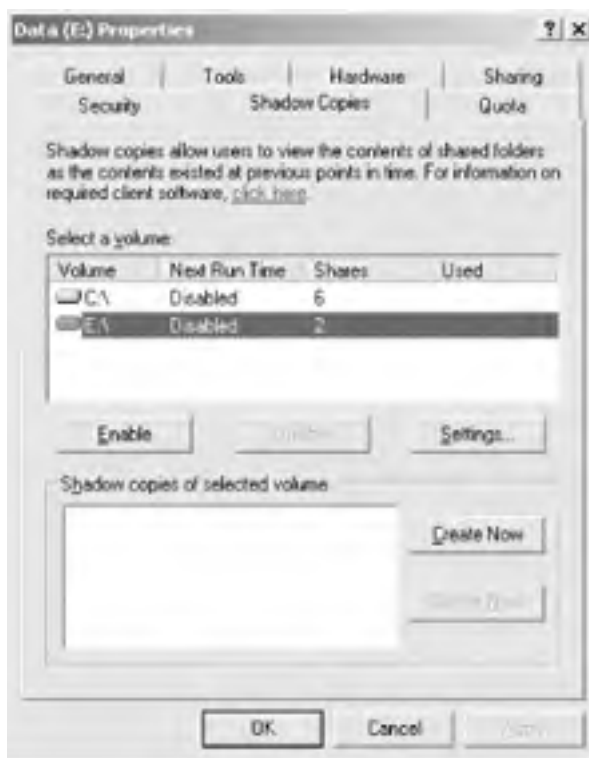 Data (E:) Properties
General Tools Hardware Sharing
Security Shadow Copies Quota
Shadow copies allow users to view the contents of shared folders
as the contents existed at previous points in time. For information on
required client software, click here.
Select a volume
Volume Next Run Time Shares Used
C:\ Disabled 6
E:\ Disabled 2
Enable Settings...
Shadow copies of selected volume
Create Now
OK Cancel